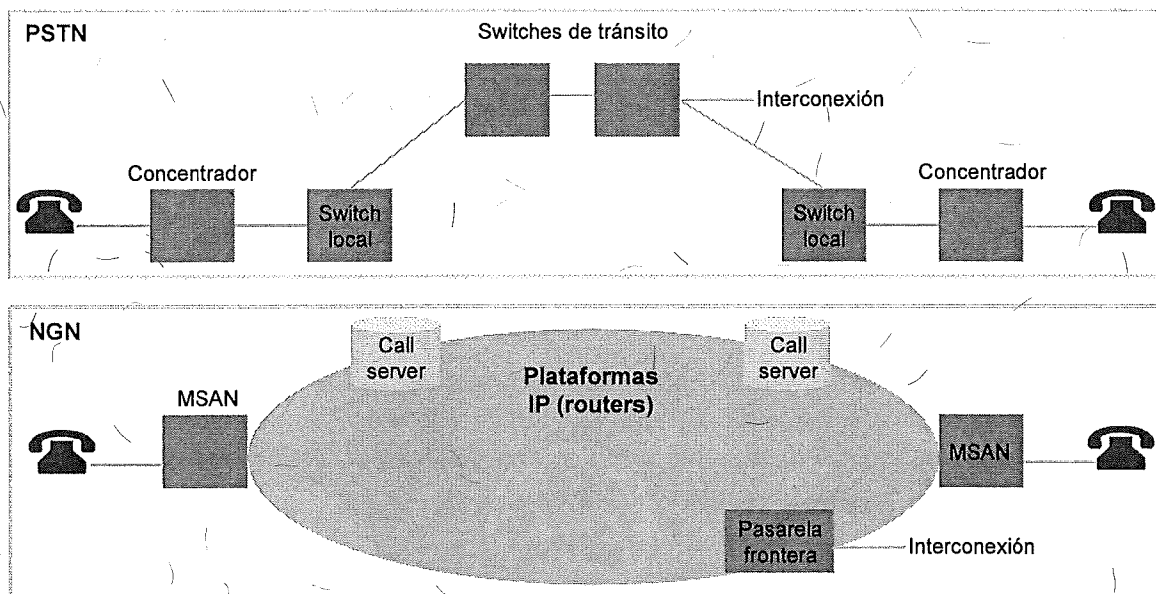 PSTN
Switches de tránsito
Interconexión
Concentrador
Concentrador
Switch
local
Switch
local
NGN
Call
server
Call
server
Plataformas
IP (routers)
MSAN
MSAN
Pasarela
frontera
Interconexión